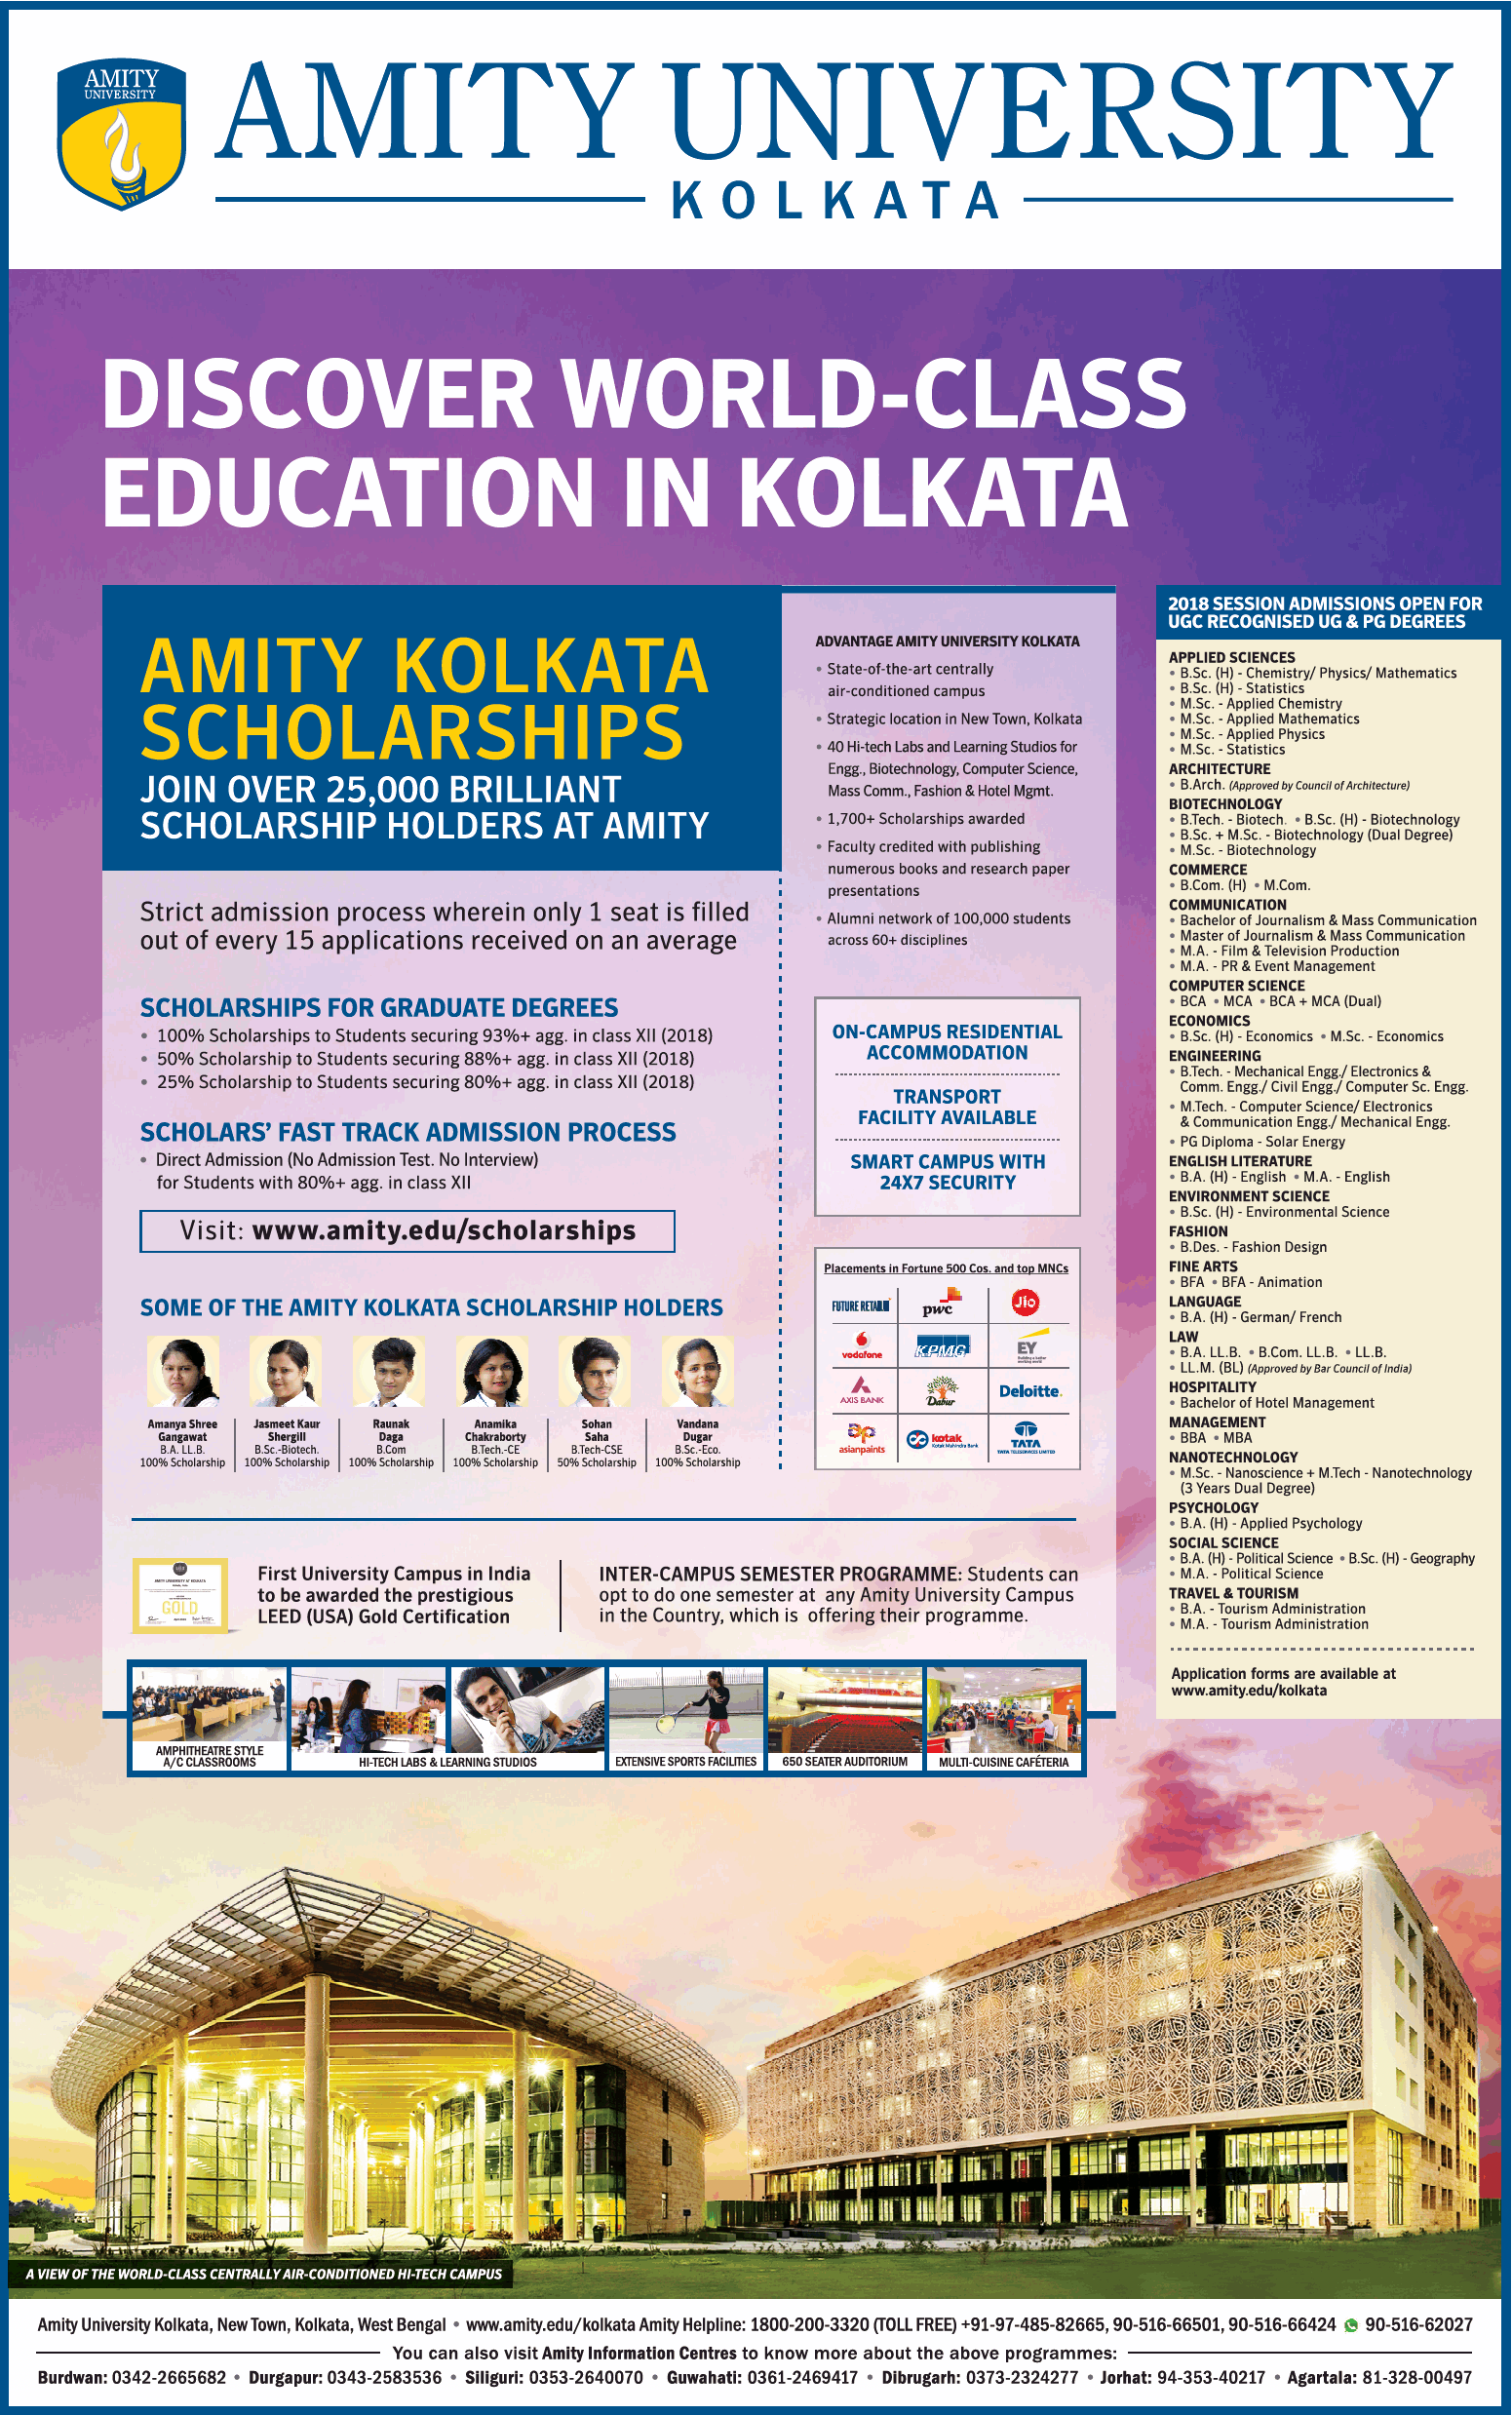 AMITY
UNIVERSITY
AMITY UNIVERSITY
KOLKATA
DISCOVER WORLD-CLASS
EDUCATION IN KOLKATA
AMITY KOLKATA
SCHOLARSHIPS
JOIN OVER 25,000 BRILLIANT
SCHOLARSHIP HOLDERS AT AMITY
Strict admission process wherein only 1 seat is filled
out of every 15 applications received on an average
SCHOLARSHIPS FOR GRADUATE DEGREES
• 100% Scholarships to Students securing 93%+ agg. in class XII (2018)
• 50% Scholarship to Students securing 88%+ agg. in class XII (2018)
• 25% Scholarship to Students securing 80%+ agg. in class XII (2018)
SCHOLARS' FAST TRACK ADMISSION PROCESS
• Direct Admission (No Admission Test. No Interview)
for Students with 80%+ agg. in class XII
Visit: www.amity.edu/scholarships
SOME OF THE AMITY KOLKATA SCHOLARSHIP HOLDERS
Amanya Shree
Gangawat
B.A. LL.B.
100% Scholarship
Jasmeet Kaur
Shergill
B.Sc.-Biotech.
100% Scholarship
Raunak
Daga
B.Com
100% Scholarship
Anamika
Chakraborty
B.Tech.-CE
100% Scholarship
Sohan
Saha
B.Tech-CSE
50% Scholarship
Vandana
Dugar
B.Sc.-Eco.
100% Scholarship
ADVANTAGE AMITY UNIVERSITY KOLKATA
• State-of-the-art centrally
air-conditioned campus
• Strategic location in New Town, Kolkata
• 40 Hi-tech Labs and Learning Studios for
Engg., Biotechnology, Computer Science,
Mass Comm., Fashion & Hotel Mgmt.
• 1,700+ Scholarships awarded
• Faculty credited with publishing
numerous books and research paper
presentations
• Alumni network of 100,000 students
across 60+ disciplines
ON-CAMPUS RESIDENTIAL
ACCOMMODATION
TRANSPORT
FACILITY AVAILABLE
SMART CAMPUS WITH
24X7 SECURITY
Placements in Fortune 500 Cos. and top MNCs
FUTURE RETAIL
pwc
Jio
vodafone
KPMG
EY
Building a better
working world
AXIS BANK
Dabur
Deloitte.
asianpaints
kotak
Kotak Mahindra Bank
TATA
TATA TELESERVICES LIMITED
GOLD
First University Campus in India
to be awarded the prestigious
LEED (USA) Gold Certification
INTER-CAMPUS SEMESTER PROGRAMME: Students can
opt to do one semester at any Amity University Campus
in the Country, which is offering their programme.
AMPHITHEATRE STYLE
A/C CLASSROOMS
HI-TECH LABS & LEARNING STUDIOS
EXTENSIVE SPORTS FACILITIES
650 SEATER AUDITORIUM
MULTI-CUISINE CAFÉTERIA
2018 SESSION ADMISSIONS OPEN FOR
UGC RECOGNISED UG & PG DEGREES
APPLIED SCIENCES
• B.Sc. (H) - Chemistry/ Physics/ Mathematics
• B.Sc. (H) - Statistics
• M.Sc. - Applied Chemistry
• M.Sc. - Applied Mathematics
• M.Sc. - Applied Physics
• M.Sc. - Statistics
ARCHITECTURE
• B.Arch. (Approved by Council of Architecture)
BIOTECHNOLOGY
• B.Tech. - Biotech. • B.Sc. (H) - Biotechnology
• B.Sc. + M.Sc. - Biotechnology (Dual Degree)
• M.Sc. - Biotechnology
COMMERCE
• B.Com. (H) • M.Com.
COMMUNICATION
• Bachelor of Journalism & Mass Communication
• Master of Journalism & Mass Communication
• M.A. - Film & Television Production
• M.A. - PR & Event Management
COMPUTER SCIENCE
• BCA • MCA • BCA + MCA (Dual)
ECONOMICS
• B.Sc. (H) - Economics • M.Sc. - Economics
ENGINEERING
• B.Tech. - Mechanical Engg./ Electronics &
Comm. Engg./ Civil Engg./ Computer Sc. Engg.
• M.Tech. - Computer Science/ Electronics
& Communication Engg./ Mechanical Engg.
• PG Diploma - Solar Energy
ENGLISH LITERATURE
• B.A. (H) - English • M.A. - English
ENVIRONMENT SCIENCE
• B.Sc. (H) - Environmental Science
FASHION
• B.Des. - Fashion Design
FINE ARTS
• BFA • BFA - Animation
LANGUAGE
• B.A. (H) - German/ French
LAW
• B.A. LL.B. • B.Com. LL.B. • LL.B.
• LL.M. (BL) (Approved by Bar Council of India)
HOSPITALITY
• Bachelor of Hotel Management
MANAGEMENT
• BBA • MBA
NANOTECHNOLOGY
• M.Sc. - Nanoscience + M.Tech - Nanotechnology
(3 Years Dual Degree)
PSYCHOLOGY
• B.A. (H) - Applied Psychology
SOCIAL SCIENCE
• B.A. (H) - Political Science • B.Sc. (H) - Geography
• M.A. - Political Science
TRAVEL & TOURISM
• B.A. - Tourism Administration
• M.A. - Tourism Administration
Application forms are available at
www.amity.edu/kolkata
A VIEW OF THE WORLD-CLASS CENTRALLY AIR-CONDITIONED HI-TECH CAMPUS
Amity University Kolkata, New Town, Kolkata, West Bengal • www.amity.edu/kolkata Amity Helpline: 1800-200-3320 (TOLL FREE) +91-97-485-82665, 90-516-66501, 90-516-66424 90-516-62027
You can also visit Amity Information Centres to know more about the above programmes:
Burdwan: 0342-2665682 • Durgapur: 0343-2583536 • Siliguri: 0353-2640070 • Guwahati: 0361-2469417 • Dibrugarh: 0373-2324277 • Jorhat: 94-353-40217 • Agartala: 81-328-00497